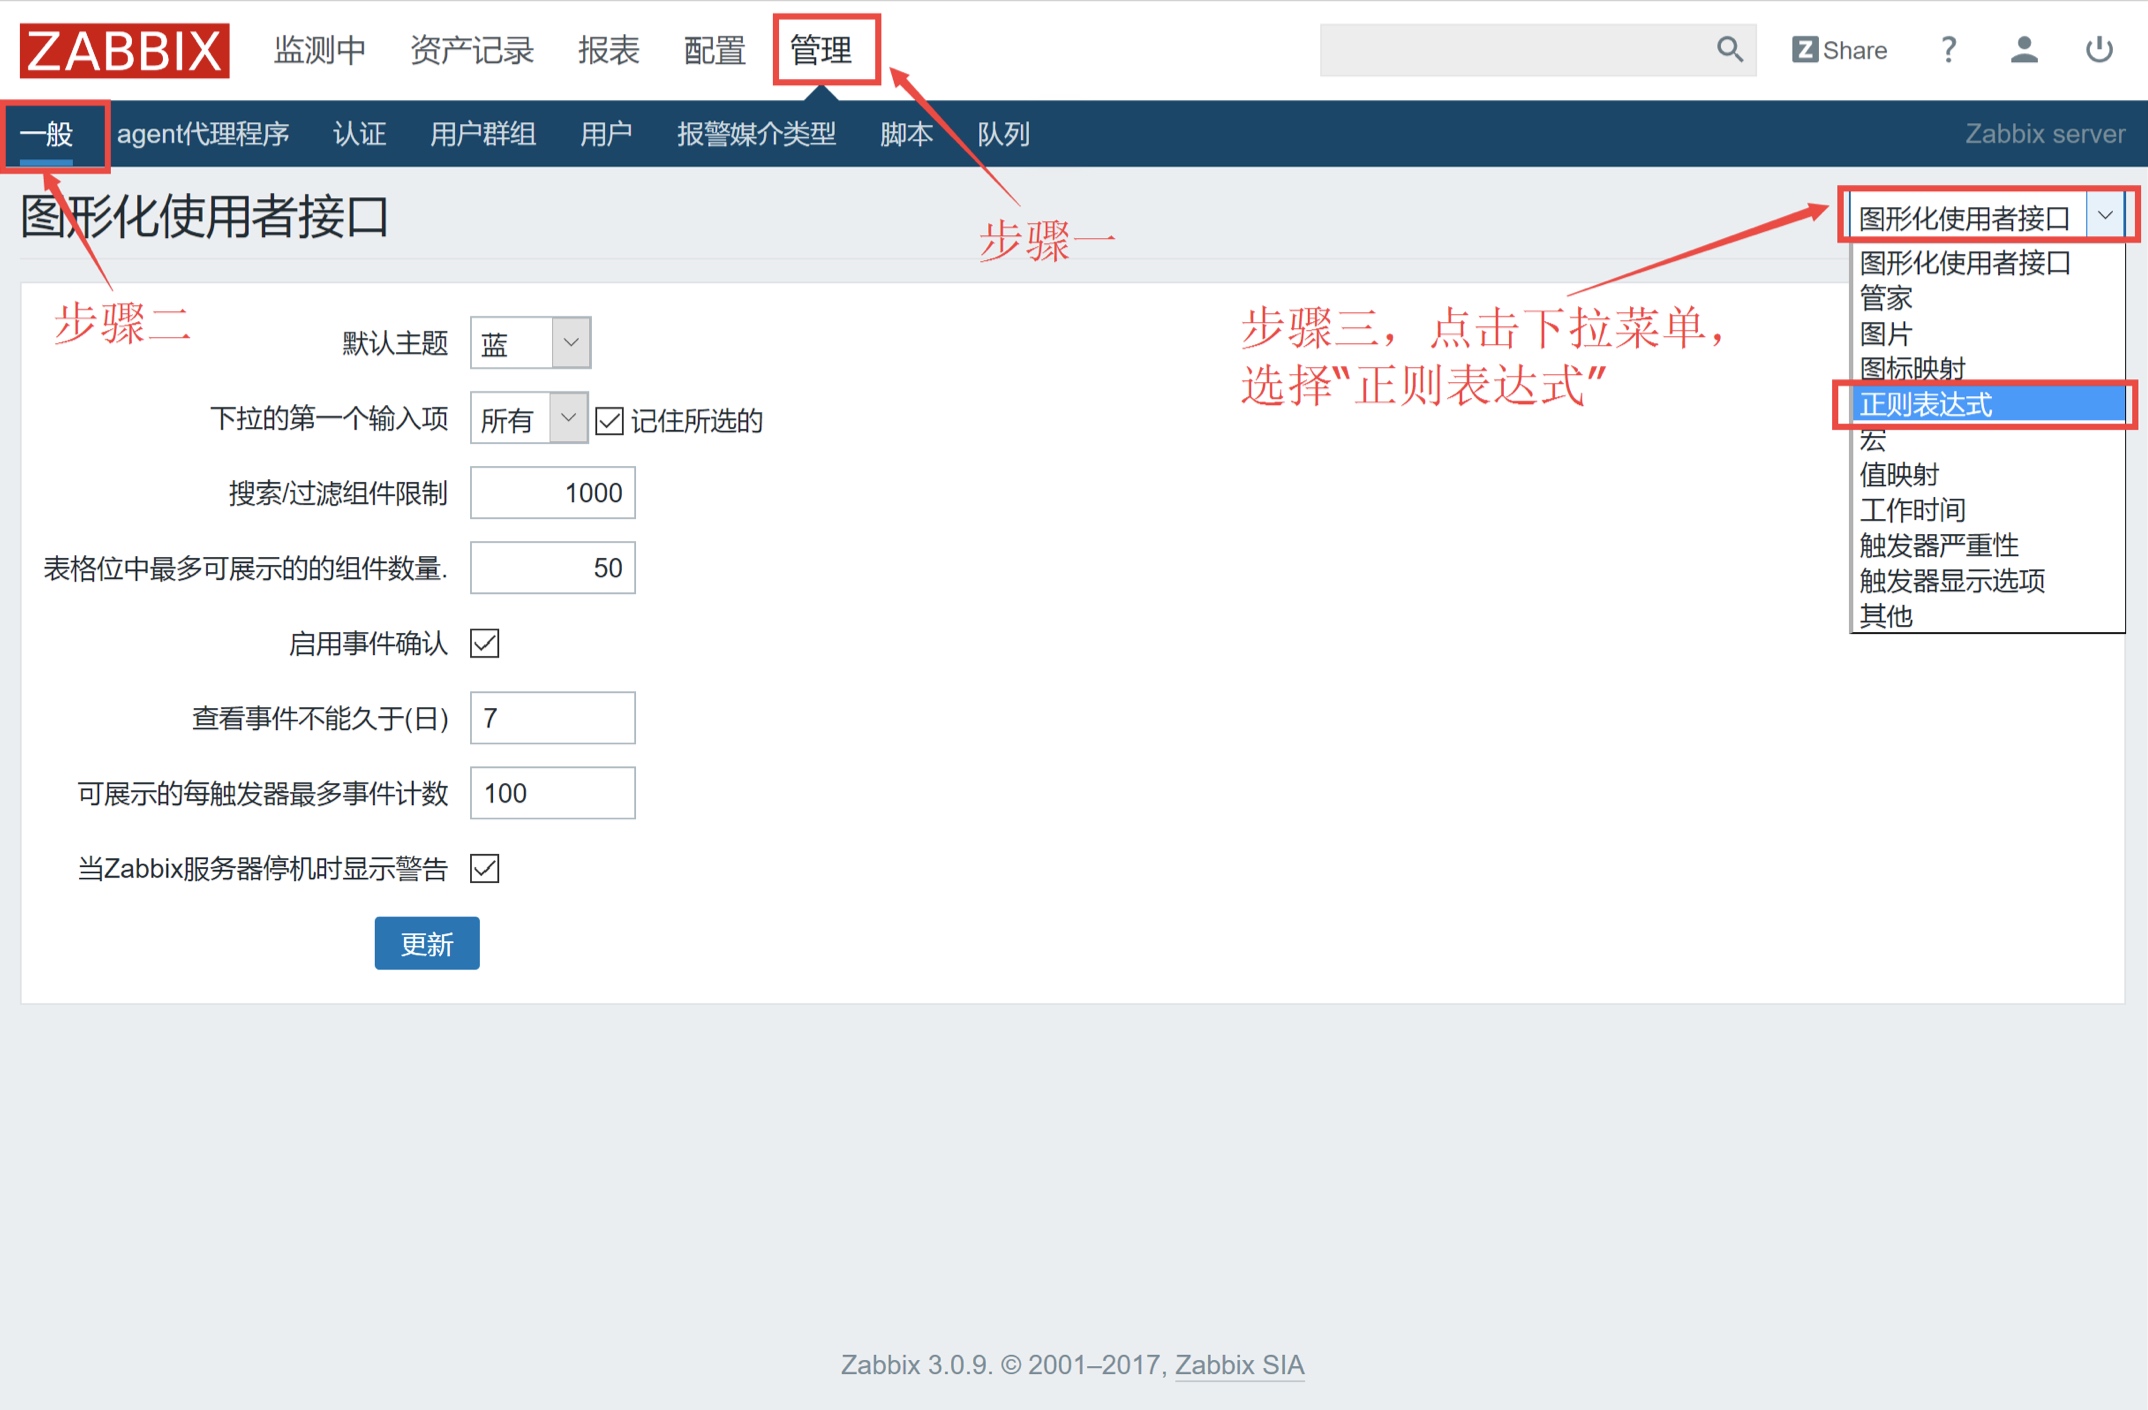 ZABBIX 监测中 资产记录 报表 配置 管理 Z Share ?
一般 agent代理程序 认证 用户群组 用户 报警媒介类型 脚本 队列 Zabbix server
图形化使用者接口
步骤一
图形化使用者接口
图形化使用者接口
管家
图片
图标映射
正则表达式
宏
值映射
工作时间
触发器严重性
触发器显示选项
其他
步骤二
步骤三，点击下拉菜单，
选择“正则表达式”
默认主题 蓝
下拉的第一个输入项 所有 记住所选的
搜索/过滤组件限制 1000
表格位中最多可展示的的组件数量. 50
启用事件确认
查看事件不能久于(日) 7
可展示的每触发器最多事件计数 100
当Zabbix服务器停机时显示警告
更新
Zabbix 3.0.9. © 2001–2017, Zabbix SIA